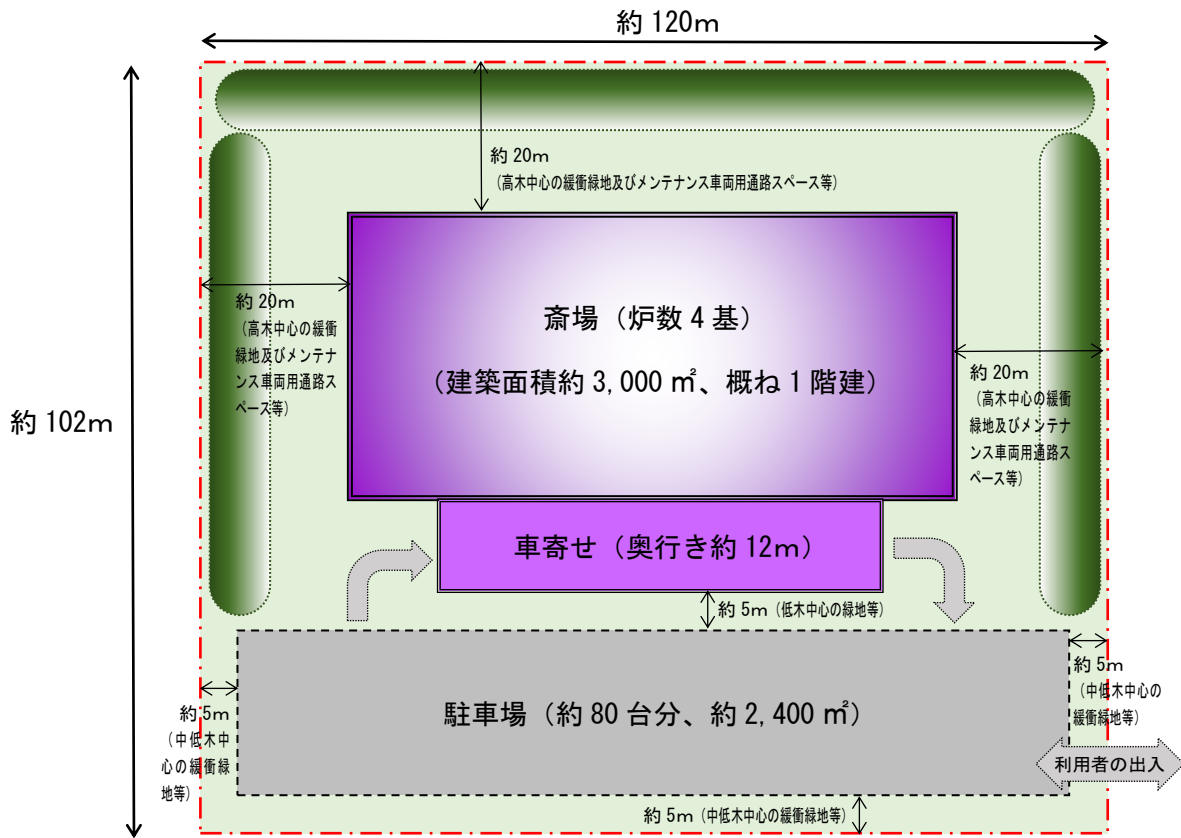 約 120m
約 20m
（高木中心の緩衝緑地及びメンテナンス車両用通路スペース等）
約 20m
（高木中心の緩衝
緑地及びメンテナ
ンス車両用通路ス
ペース等）
斎場（炉数 4 基）
（建築面積約 3,000 ㎡、概ね 1 階建）
約 20m
（高木中心の緩衝
緑地及びメンテナ
ンス車両用通路ス
ペース等）
約 102m
車寄せ（奥行き約 12m）
約 5m（低木中心の緑地等）
約 5m
（中低木中心の
緩衝緑地等）
約 5m
（中低木中
心の緩衝緑
地等）
駐車場（約 80 台分、約 2,400 ㎡）
利用者の出入
約 5m（中低木中心の緩衝緑地等）